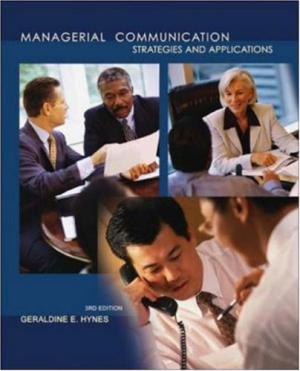 MANAGERIAL COMMUNICATION
STRATEGIES AND APPLICATIONS
3RD EDITION
GERALDINE E. HYNES